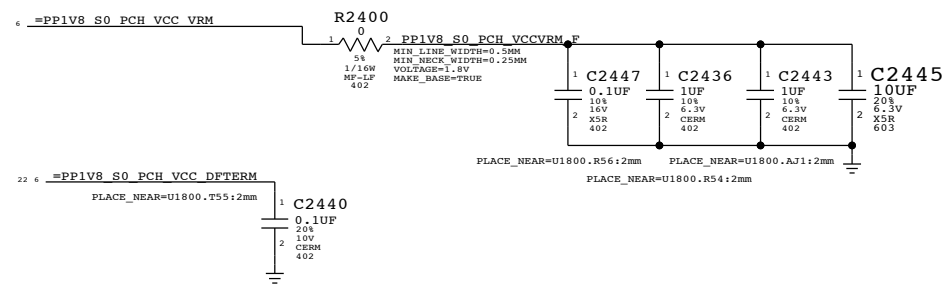 6 =PP1V8_S0_PCH_VCC_VRM
R2400
0
1 2
5%
1/16W
MF-LF
402
PP1V8_S0_PCH_VCCVRM_F
MIN_LINE_WIDTH=0.5MM
MIN_NECK_WIDTH=0.25MM
VOLTAGE=1.8V
MAKE_BASE=TRUE
1 C2447
0.1UF
10%
16V
2 X5R
402
1 C2436
1UF
10%
6.3V
2 CERM
402
1 C2443
1UF
10%
6.3V
2 CERM
402
1 C2445
10UF
20%
6.3V
2 X5R
603
PLACE_NEAR=U1800.R56:2mm PLACE_NEAR=U1800.AJ1:2mm
PLACE_NEAR=U1800.R54:2mm
22 6 =PP1V8_S0_PCH_VCC_DFTERM
PLACE_NEAR=U1800.T55:2mm
1 C2440
0.1UF
20%
10V
2 CERM
402